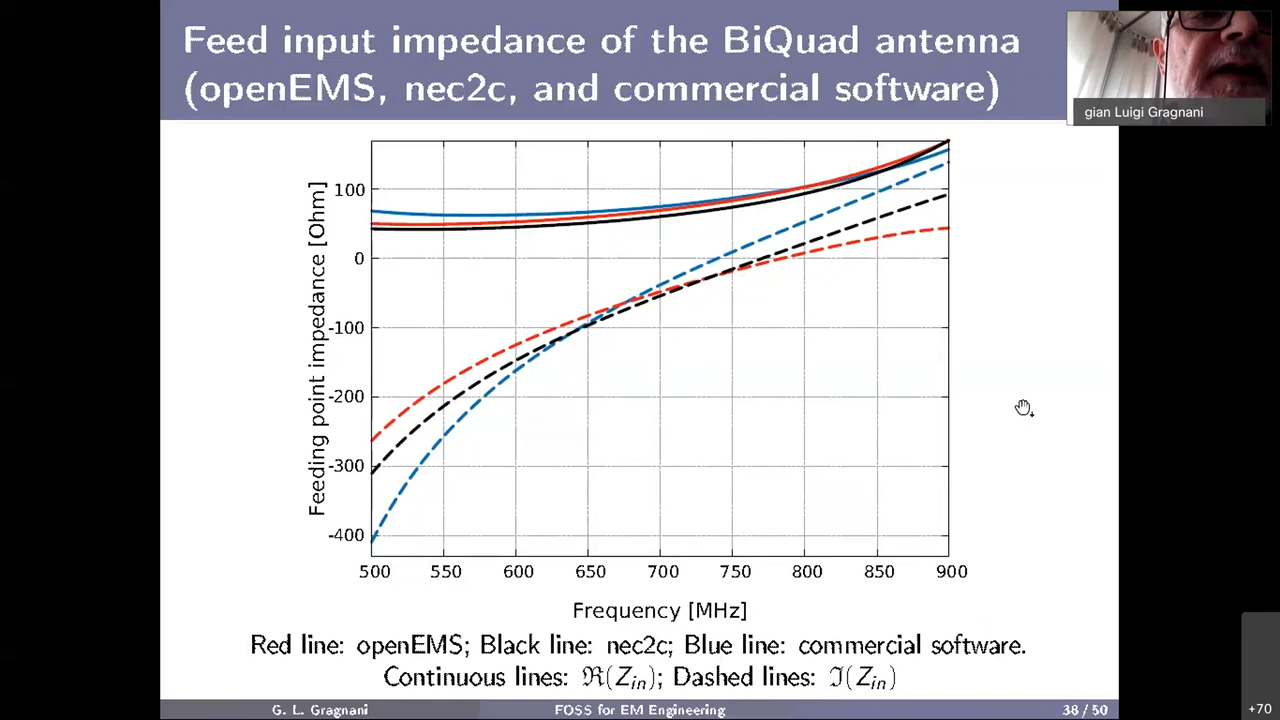 Feed input impedance of the BiQuad antenna
(openEMS, nec2c, and commercial software)
gian Luigi Gragnani
Feeding point impedance [Ohm]
100
0
-100
-200
-300
-400
500 550 600 650 700 750 800 850 900
Frequency [MHz]
Red line: openEMS; Black line: nec2c; Blue line: commercial software.
Continuous lines: ℜ(Zin); Dashed lines: ℑ(Zin)
G. L. Gragnani FOSS for EM Engineering 38 / 50
+70